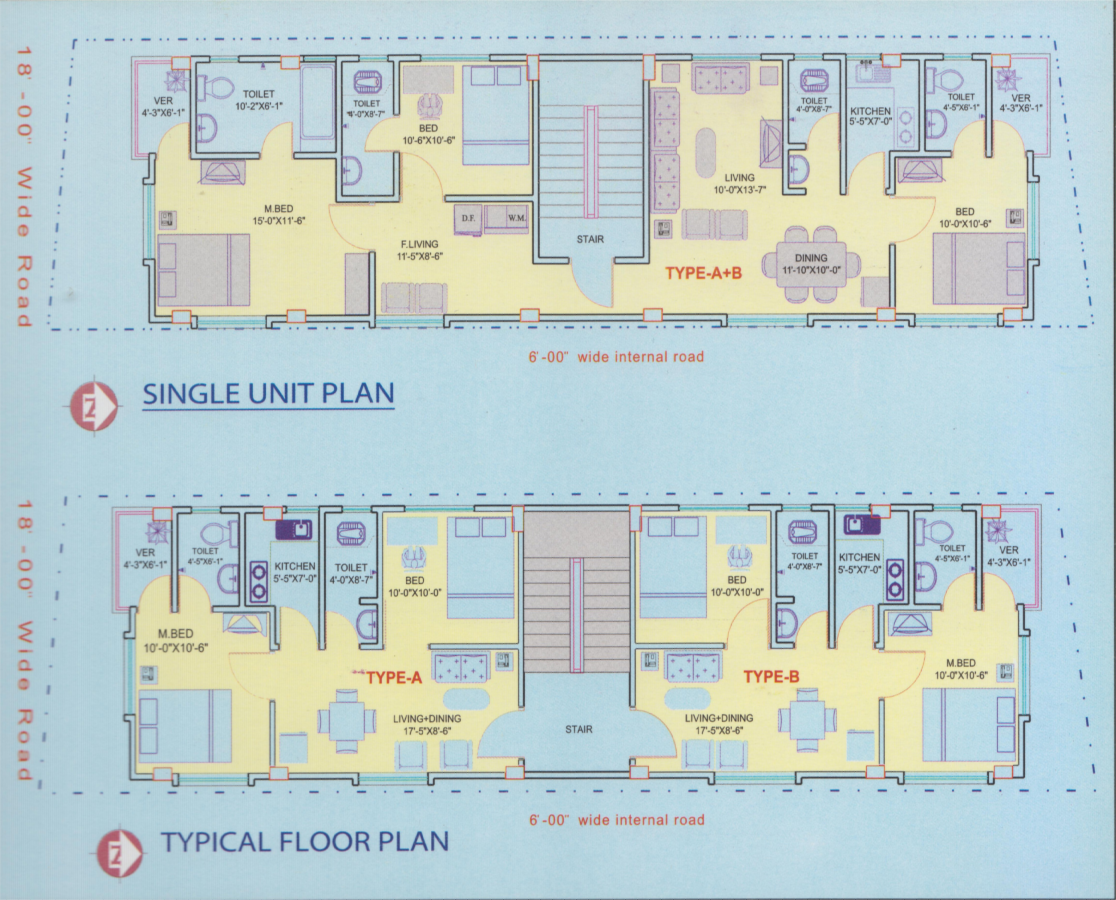 18'-00" Wide Road
VER
4'-3"X6'-1"
TOILET
10'-2"X6'-1"
TOILET
4'-0"X8'-7"
BED
10'-6"X10'-6"
M.BED
15'-0"X11'-6"
F.LIVING
11'-5"X8'-6"
D.F.
W.M.
STAIR
LIVING
10'-0"X13'-7"
TOILET
4'-0"X8'-7"
KITCHEN
5'-5"X7'-0"
TOILET
4'-5"X6'-1"
VER
4'-3"X6'-1"
BED
10'-0"X10'-6"
DINING
11'-10"X10"-0"
TYPE-A+B
6'-00" wide internal road
SINGLE UNIT PLAN
18'-00" Wide Road
VER
4'-3"X6'-1"
TOILET
4'-5"X6'-1"
KITCHEN
5'-5"X7'-0"
TOILET
4'-0"X8'-7"
BED
10'-0"X10'-0"
M.BED
10'-0"X10'-6"
TYPE-A
LIVING+DINING
17'-5"X8'-6"
STAIR
BED
10'-0"X10'-0"
TOILET
4'-0"X8'-7"
KITCHEN
5'-5"X7'-0"
TOILET
4'-5"X6'-1"
VER
4'-3"X6'-1"
TYPE-B
M.BED
10'-0"X10'-6"
LIVING+DINING
17'-5"X8'-6"
6'-00" wide internal road
TYPICAL FLOOR PLAN